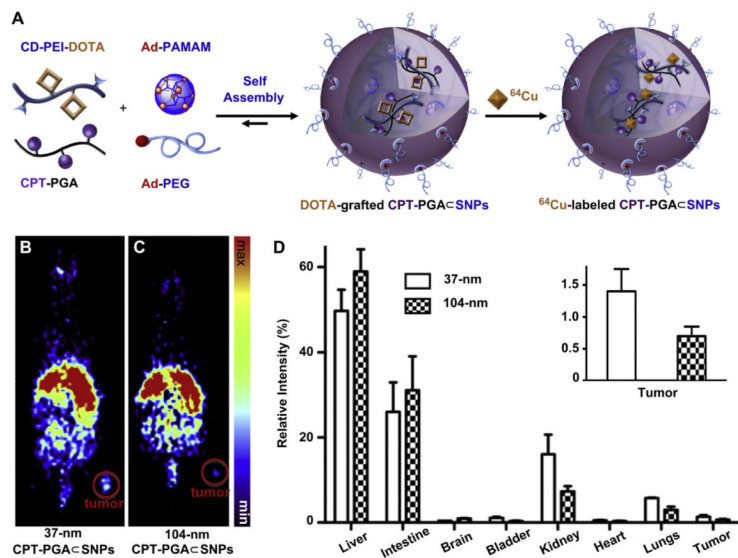 A
CD-PEI-DOTA
Ad-PAMAM
+
Self
Assembly
64Cu
CPT-PGA
Ad-PEG
DOTA-grafted CPT-PGA⊂SNPs
64Cu-labeled CPT-PGA⊂SNPs
B
C
max
min
tumor
tumor
37-nm
CPT-PGA⊂SNPs
104-nm
CPT-PGA⊂SNPs
D
Relative Intensity (%)
60
40
20
0
37-nm
104-nm
1.5
1.0
0.5
0
Tumor
Liver
Intestine
Brain
Bladder
Kidney
Heart
Lungs
Tumor